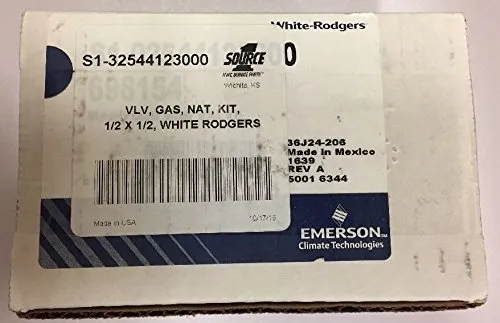 White-Rodgers
S1-32544123000
SOURCE 1
HVAC SERVICE PARTS
Wichita, KS
VLV, GAS, NAT, KIT,
1/2 X 1/2, WHITE RODGERS
36J24-206
Made in Mexico
1639
REV A
5001 6344
Made in USA
10/17/16
EMERSON
Climate Technologies